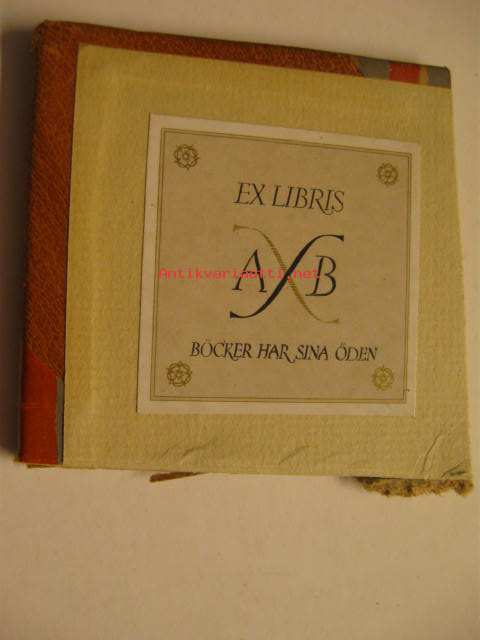 EX LIBRIS
AXB
Antikvariaatti.net
BÖCKER HAR SINA ÖDEN